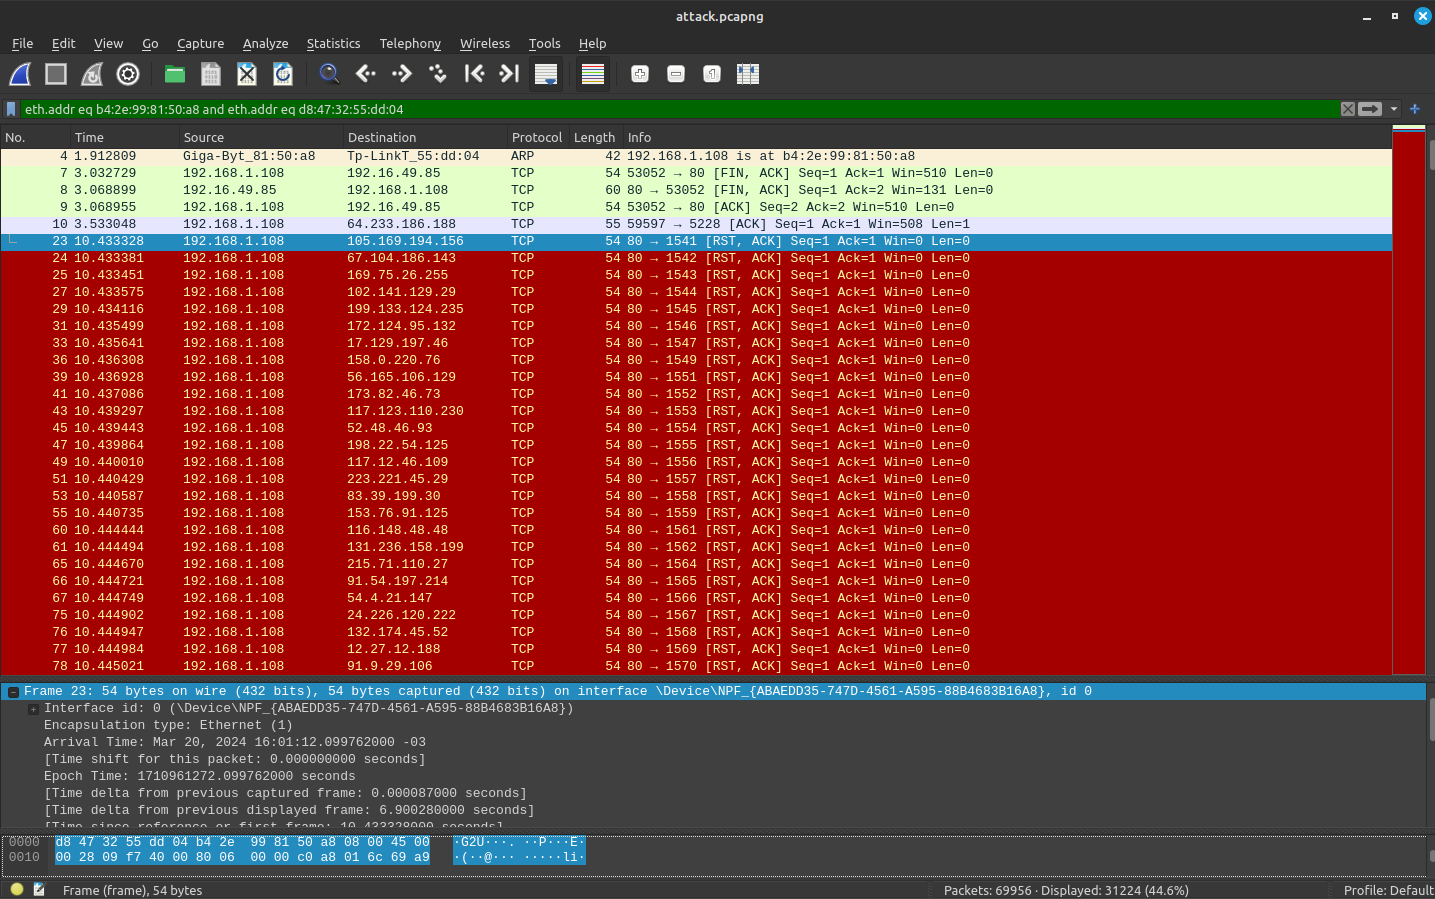 attack.pcapng
File Edit View Go Capture Analyze Statistics Telephony Wireless Tools Help
eth.addr eq b4:2e:99:81:50:a8 and eth.addr eq d8:47:32:55:dd:04
No. Time Source Destination Protocol Length Info
4 1.912809 Giga-Byt_81:50:a8 Tp-LinkT_55:dd:04 ARP 42 192.168.1.108 is at b4:2e:99:81:50:a8
7 3.032729 192.168.1.108 192.16.49.85 TCP 54 53052 → 80 [FIN, ACK] Seq=1 Ack=1 Win=510 Len=0
8 3.068899 192.16.49.85 192.168.1.108 TCP 60 80 → 53052 [FIN, ACK] Seq=1 Ack=2 Win=131 Len=0
9 3.068955 192.168.1.108 192.16.49.85 TCP 54 53052 → 80 [ACK] Seq=2 Ack=2 Win=510 Len=0
10 3.533048 192.168.1.108 64.233.186.188 TCP 55 59597 → 5228 [ACK] Seq=1 Ack=1 Win=508 Len=1
23 10.433328 192.168.1.108 105.169.194.156 TCP 54 80 → 1541 [RST, ACK] Seq=1 Ack=1 Win=0 Len=0
24 10.433381 192.168.1.108 67.104.186.143 TCP 54 80 → 1542 [RST, ACK] Seq=1 Ack=1 Win=0 Len=0
25 10.433451 192.168.1.108 169.75.26.255 TCP 54 80 → 1543 [RST, ACK] Seq=1 Ack=1 Win=0 Len=0
27 10.433575 192.168.1.108 102.141.129.29 TCP 54 80 → 1544 [RST, ACK] Seq=1 Ack=1 Win=0 Len=0
29 10.434116 192.168.1.108 199.133.124.235 TCP 54 80 → 1545 [RST, ACK] Seq=1 Ack=1 Win=0 Len=0
31 10.435499 192.168.1.108 172.124.95.132 TCP 54 80 → 1546 [RST, ACK] Seq=1 Ack=1 Win=0 Len=0
33 10.435641 192.168.1.108 17.129.197.46 TCP 54 80 → 1547 [RST, ACK] Seq=1 Ack=1 Win=0 Len=0
36 10.436308 192.168.1.108 158.0.220.76 TCP 54 80 → 1549 [RST, ACK] Seq=1 Ack=1 Win=0 Len=0
39 10.436928 192.168.1.108 56.165.106.129 TCP 54 80 → 1551 [RST, ACK] Seq=1 Ack=1 Win=0 Len=0
41 10.437086 192.168.1.108 173.82.46.73 TCP 54 80 → 1552 [RST, ACK] Seq=1 Ack=1 Win=0 Len=0
43 10.439297 192.168.1.108 117.123.110.230 TCP 54 80 → 1553 [RST, ACK] Seq=1 Ack=1 Win=0 Len=0
45 10.439443 192.168.1.108 52.48.46.93 TCP 54 80 → 1554 [RST, ACK] Seq=1 Ack=1 Win=0 Len=0
47 10.439864 192.168.1.108 198.22.54.125 TCP 54 80 → 1555 [RST, ACK] Seq=1 Ack=1 Win=0 Len=0
49 10.440010 192.168.1.108 117.12.46.109 TCP 54 80 → 1556 [RST, ACK] Seq=1 Ack=1 Win=0 Len=0
51 10.440429 192.168.1.108 223.221.45.29 TCP 54 80 → 1557 [RST, ACK] Seq=1 Ack=1 Win=0 Len=0
53 10.440587 192.168.1.108 83.39.199.30 TCP 54 80 → 1558 [RST, ACK] Seq=1 Ack=1 Win=0 Len=0
55 10.440735 192.168.1.108 153.76.91.125 TCP 54 80 → 1559 [RST, ACK] Seq=1 Ack=1 Win=0 Len=0
60 10.444444 192.168.1.108 116.148.48.48 TCP 54 80 → 1561 [RST, ACK] Seq=1 Ack=1 Win=0 Len=0
61 10.444494 192.168.1.108 131.236.158.199 TCP 54 80 → 1562 [RST, ACK] Seq=1 Ack=1 Win=0 Len=0
65 10.444670 192.168.1.108 215.71.110.27 TCP 54 80 → 1564 [RST, ACK] Seq=1 Ack=1 Win=0 Len=0
66 10.444721 192.168.1.108 91.54.197.214 TCP 54 80 → 1565 [RST, ACK] Seq=1 Ack=1 Win=0 Len=0
67 10.444749 192.168.1.108 54.4.21.147 TCP 54 80 → 1566 [RST, ACK] Seq=1 Ack=1 Win=0 Len=0
75 10.444902 192.168.1.108 24.226.120.222 TCP 54 80 → 1567 [RST, ACK] Seq=1 Ack=1 Win=0 Len=0
76 10.444947 192.168.1.108 132.174.45.52 TCP 54 80 → 1568 [RST, ACK] Seq=1 Ack=1 Win=0 Len=0
77 10.444984 192.168.1.108 12.27.12.188 TCP 54 80 → 1569 [RST, ACK] Seq=1 Ack=1 Win=0 Len=0
78 10.445021 192.168.1.108 91.9.29.106 TCP 54 80 → 1570 [RST, ACK] Seq=1 Ack=1 Win=0 Len=0
Frame 23: 54 bytes on wire (432 bits), 54 bytes captured (432 bits) on interface \Device\NPF_{ABAEDD35-747D-4561-A595-88B4683B16A8}, id 0
Interface id: 0 (\Device\NPF_{ABAEDD35-747D-4561-A595-88B4683B16A8})
Encapsulation type: Ethernet (1)
Arrival Time: Mar 20, 2024 16:01:12.099762000 -03
[Time shift for this packet: 0.000000000 seconds]
Epoch Time: 1710961272.099762000 seconds
[Time delta from previous captured frame: 0.000087000 seconds]
[Time delta from previous displayed frame: 6.900280000 seconds]
[Time since reference or first frame: 10.433328000 seconds]
0000 d8 47 32 55 dd 04 b4 2e 99 81 50 a8 08 00 45 00 ·G2U···. ··P···E·
0010 00 28 09 f7 40 00 80 06 00 00 c0 a8 01 6c 69 a9 ·(··@··· ·····li·
Frame (frame), 54 bytes
Packets: 69956 · Displayed: 31224 (44.6%)
Profile: Default